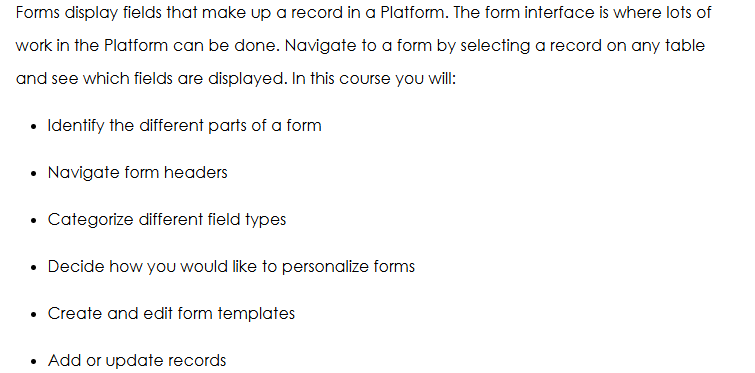 Forms display fields that make up a record in a Platform. The form interface is where lots of
work in the Platform can be done. Navigate to a form by selecting a record on any table
and see which fields are displayed. In this course you will:
• Identify the different parts of a form
• Navigate form headers
• Categorize different field types
• Decide how you would like to personalize forms
• Create and edit form templates
• Add or update records